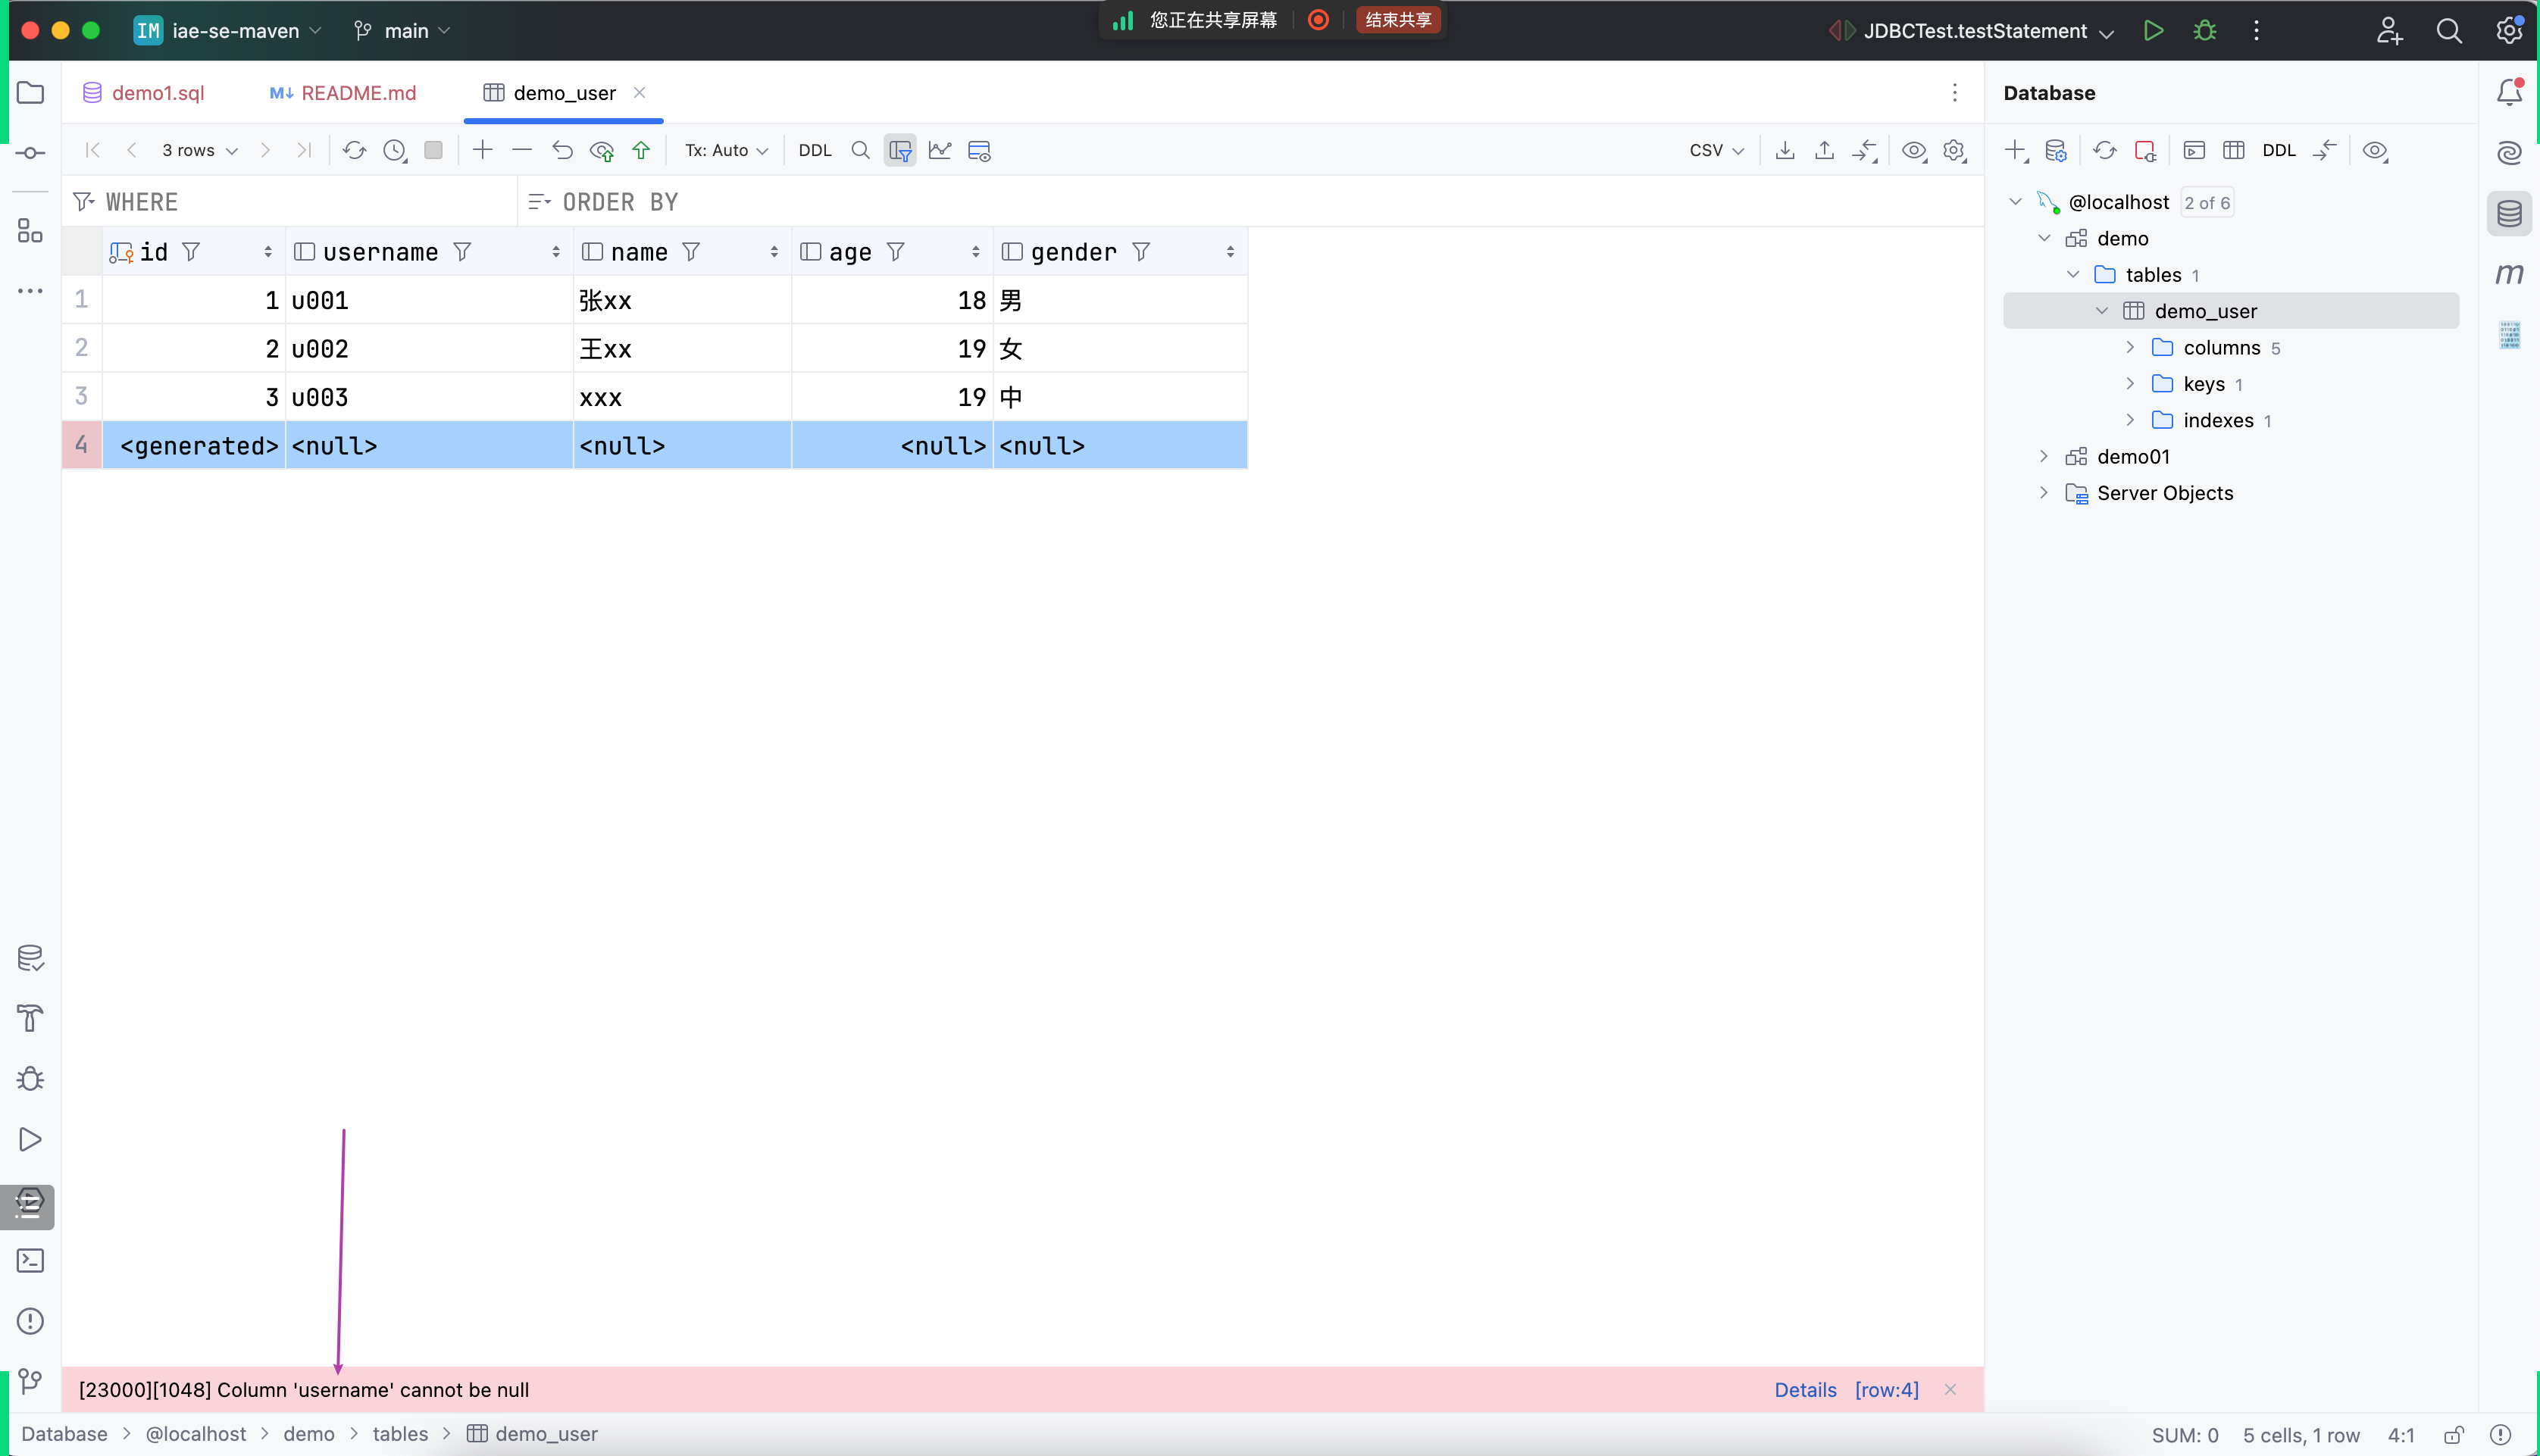 IM iae-se-maven main 您正在共享屏幕 结束共享 JDBCTest.testStatement
demo1.sql M↓ README.md demo_user
3 rows Tx: Auto DDL CSV
WHERE ORDER BY
id username name age gender
1 1 u001 张xx 18 男
2 2 u002 王xx 19 女
3 3 u003 xxx 19 中
4 <generated> <null> <null> <null> <null>
Database
DDL
@localhost 2 of 6
demo
tables 1
demo_user
columns 5
keys 1
indexes 1
demo01
Server Objects
m
[23000][1048] Column 'username' cannot be null Details [row:4]
Database > @localhost > demo > tables > demo_user SUM: 0 5 cells, 1 row 4:1